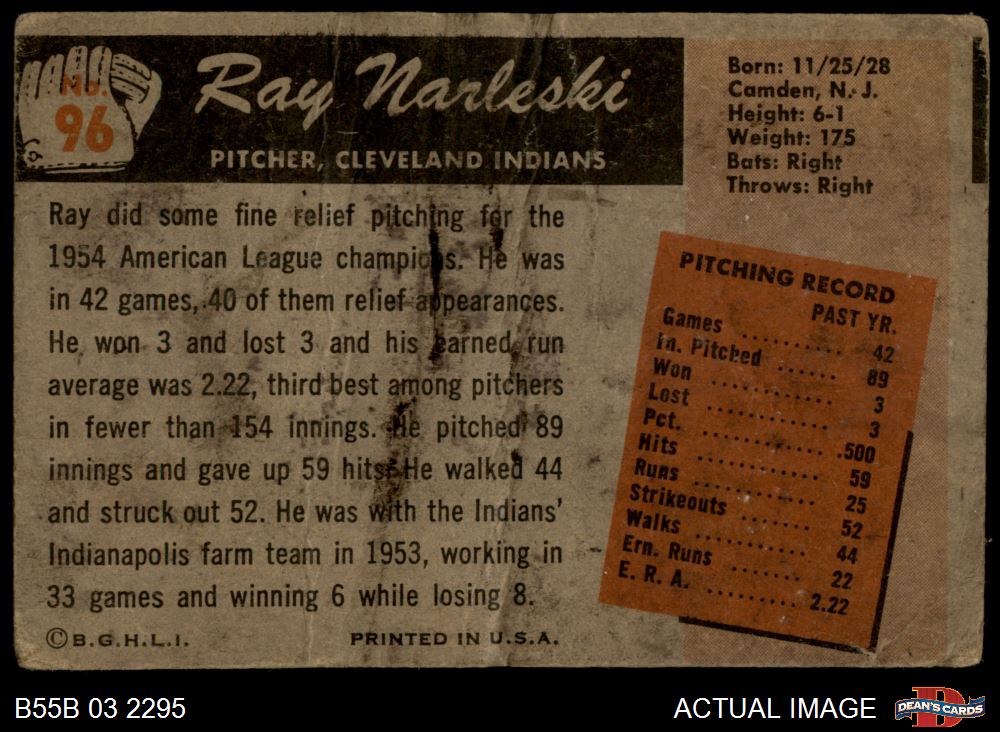 No.
96
Ray Narleski
PITCHER, CLEVELAND INDIANS
Born: 11/25/28
Camden, N. J.
Height: 6-1
Weight: 175
Bats: Right
Throws: Right
Ray did some fine relief pitching for the
1954 American League champions. He was
in 42 games, 40 of them relief appearances.
He won 3 and lost 3 and his earned run
average was 2.22, third best among pitchers
in fewer than 154 innings. He pitched 89
innings and gave up 59 hits. He walked 44
and struck out 52. He was with the Indians'
Indianapolis farm team in 1953, working in
33 games and winning 6 while losing 8.
PITCHING RECORD
PAST YR.
Games .......... 42
In. Pitched ...... 89
Won .......... 3
Lost .......... 3
Pct. .......... .500
Hits .......... 59
Runs .......... 25
Strikeouts ....... 52
Walks .......... 44
Ern. Runs ....... 22
E. R. A. ......... 2.22
©B.G.H.L.I.
PRINTED IN U.S.A.
B55B 03 2295
ACTUAL IMAGE
D
DEAN'S CARDS